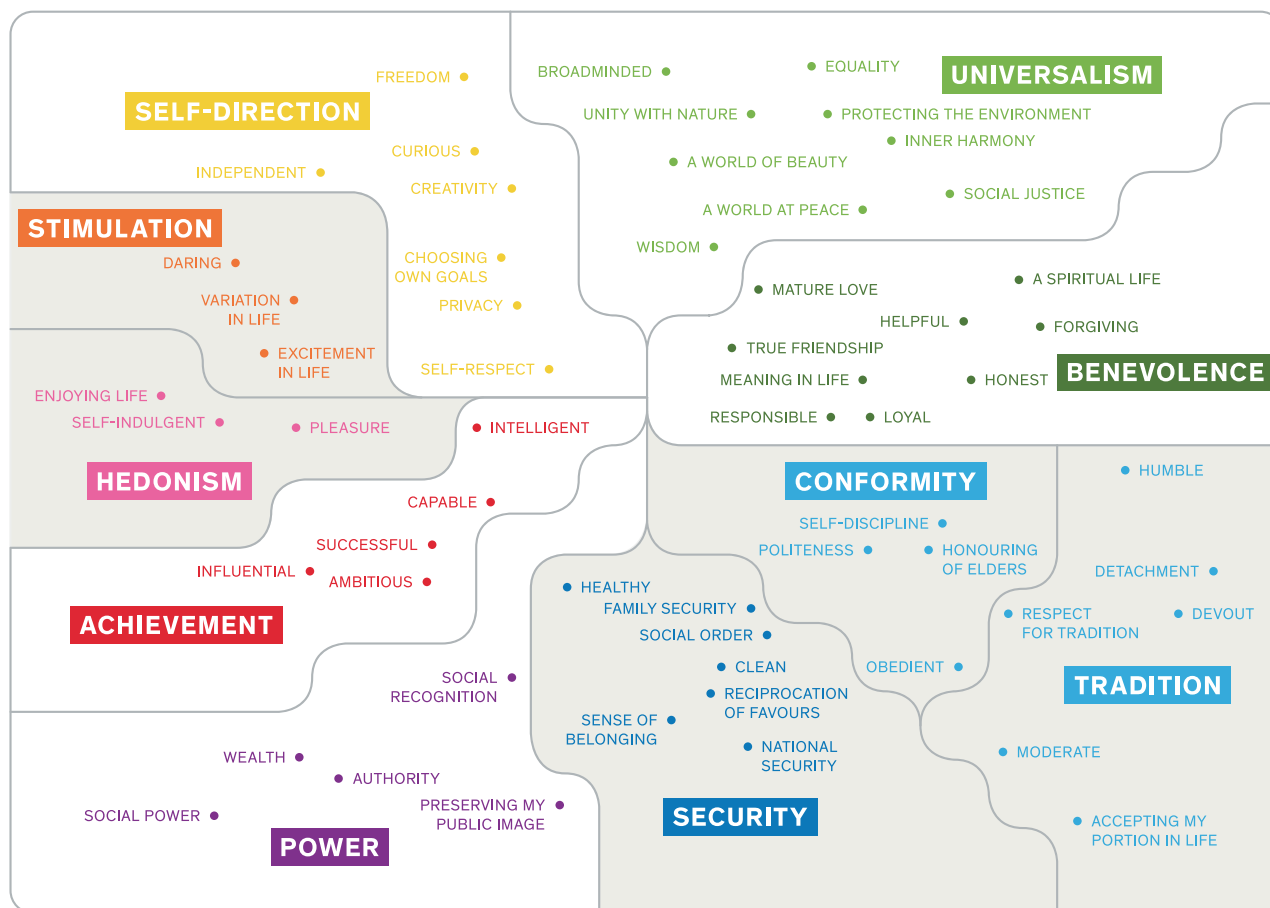 SELF-DIRECTION
FREEDOM
CURIOUS
INDEPENDENT
CREATIVITY
CHOOSING
OWN GOALS
PRIVACY
SELF-RESPECT
UNIVERSALISM
BROADMINDED
EQUALITY
UNITY WITH NATURE
PROTECTING THE ENVIRONMENT
INNER HARMONY
A WORLD OF BEAUTY
SOCIAL JUSTICE
A WORLD AT PEACE
WISDOM
STIMULATION
DARING
VARIATION
IN LIFE
EXCITEMENT
IN LIFE
BENEVOLENCE
A SPIRITUAL LIFE
MATURE LOVE
HELPFUL
FORGIVING
TRUE FRIENDSHIP
MEANING IN LIFE
HONEST
RESPONSIBLE
LOYAL
HEDONISM
ENJOYING LIFE
SELF-INDULGENT
PLEASURE
ACHIEVEMENT
INTELLIGENT
CAPABLE
SUCCESSFUL
INFLUENTIAL
AMBITIOUS
CONFORMITY
SELF-DISCIPLINE
POLITENESS
HONOURING
OF ELDERS
OBEDIENT
TRADITION
HUMBLE
DETACHMENT
RESPECT
FOR TRADITION
DEVOUT
MODERATE
ACCEPTING MY
PORTION IN LIFE
SECURITY
HEALTHY
FAMILY SECURITY
SOCIAL ORDER
CLEAN
RECIPROCATION
OF FAVOURS
SENSE OF
BELONGING
NATIONAL
SECURITY
POWER
SOCIAL
RECOGNITION
WEALTH
AUTHORITY
SOCIAL POWER
PRESERVING MY
PUBLIC IMAGE